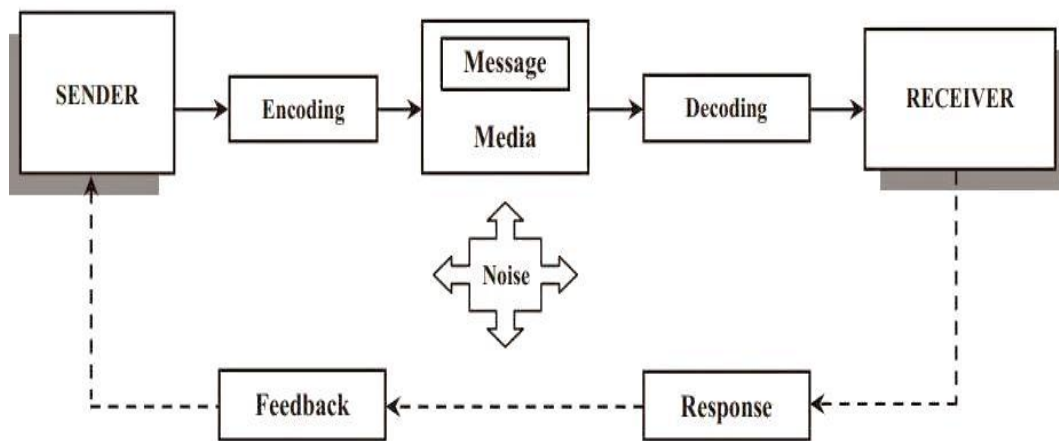 SENDER
Encoding
Message
Media
Decoding
RECEIVER
Noise
Feedback
Response